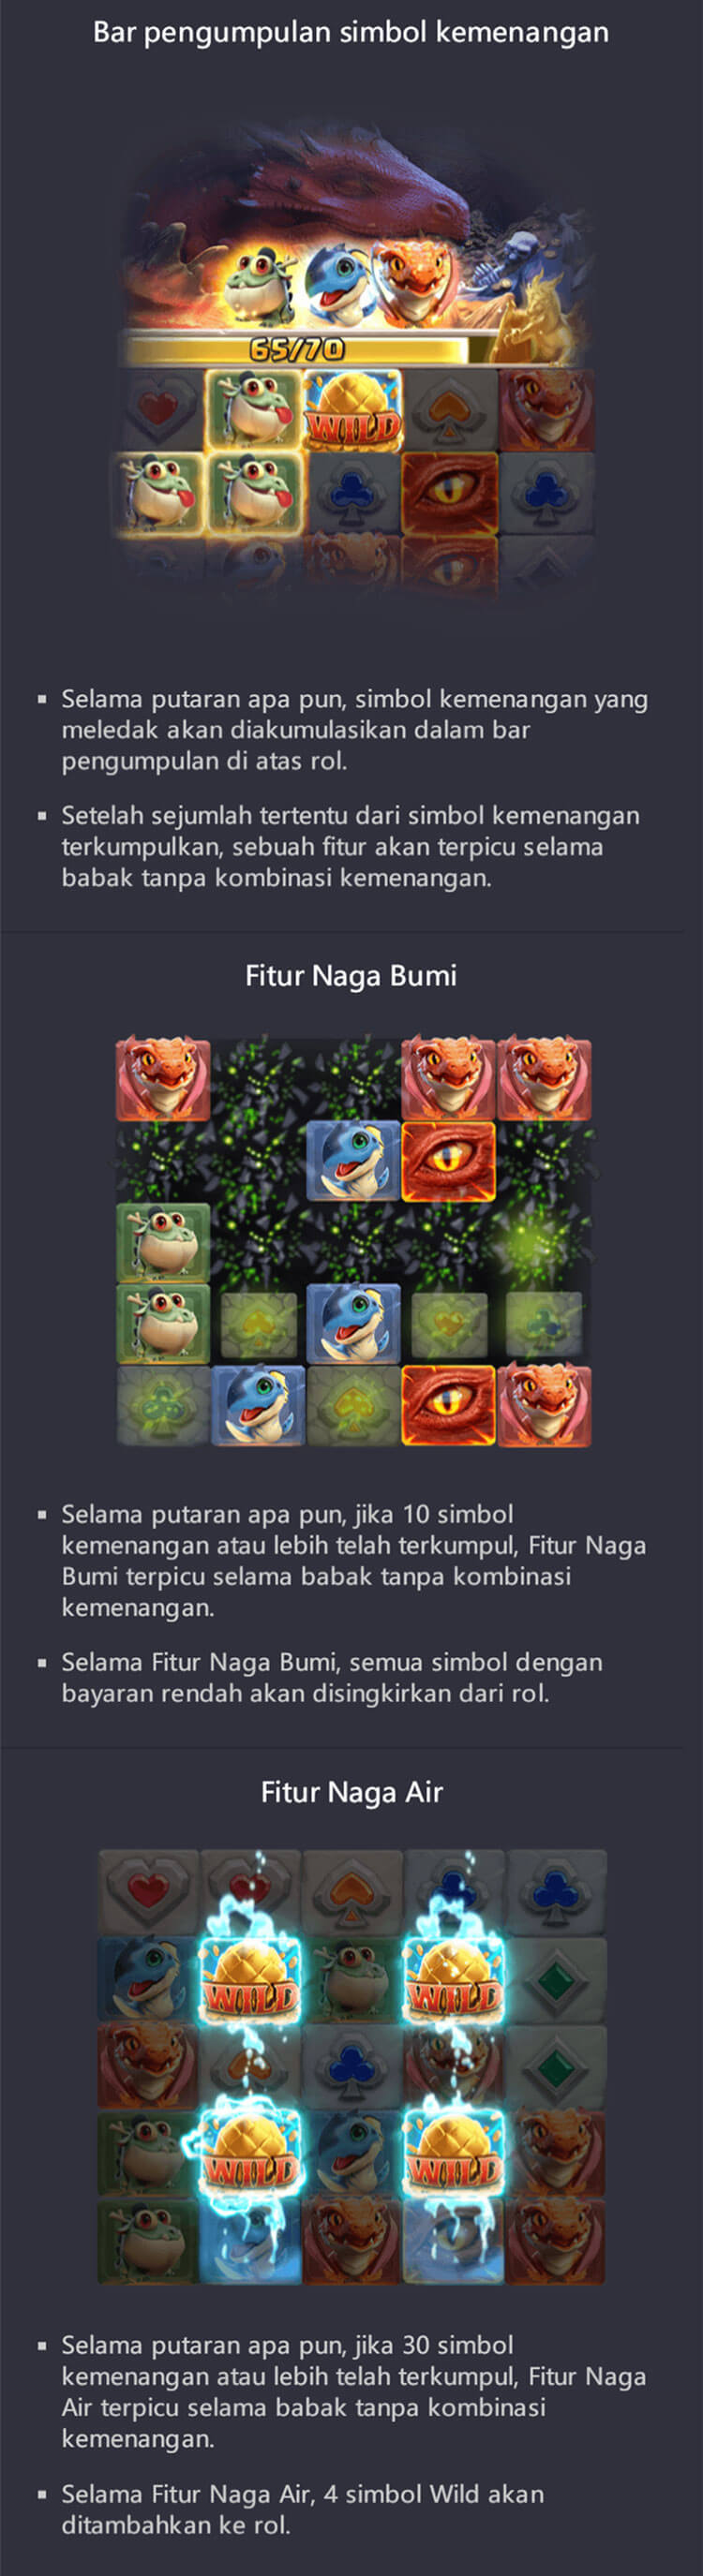 Bar pengumpulan simbol kemenangan
65/70
WILD
Selama putaran apa pun, simbol kemenangan yang
meledak akan diakumulasikan dalam bar
pengumpulan di atas rol.
Setelah sejumlah tertentu dari simbol kemenangan
terkumpulkan, sebuah fitur akan terpicu selama
babak tanpa kombinasi kemenangan.
Fitur Naga Bumi
Selama putaran apa pun, jika 10 simbol
kemenangan atau lebih telah terkumpul, Fitur Naga
Bumi terpicu selama babak tanpa kombinasi
kemenangan.
Selama Fitur Naga Bumi, semua simbol dengan
bayaran rendah akan disingkirkan dari rol.
Fitur Naga Air
WILD WILD
WILD WILD
Selama putaran apa pun, jika 30 simbol
kemenangan atau lebih telah terkumpul, Fitur Naga
Air terpicu selama babak tanpa kombinasi
kemenangan.
Selama Fitur Naga Air, 4 simbol Wild akan
ditambahkan ke rol.